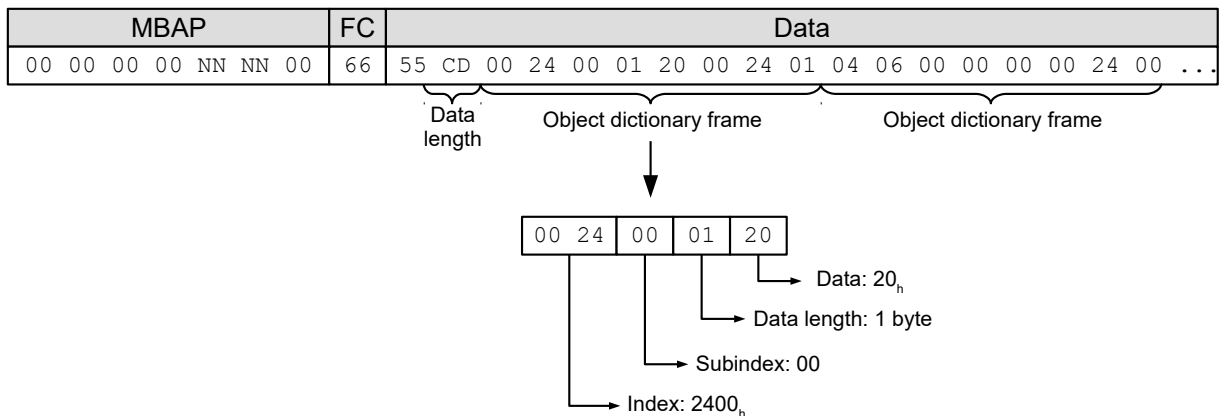 MBAP FC Data
00 00 00 00 NN NN 00 66 55 CD 00 24 00 01 20 00 24 01 04 06 00 00 00 00 24 00 ...
Data length Object dictionary frame Object dictionary frame
00 24 00 01 20
Data: 20h
Data length: 1 byte
Subindex: 00
Index: 2400h